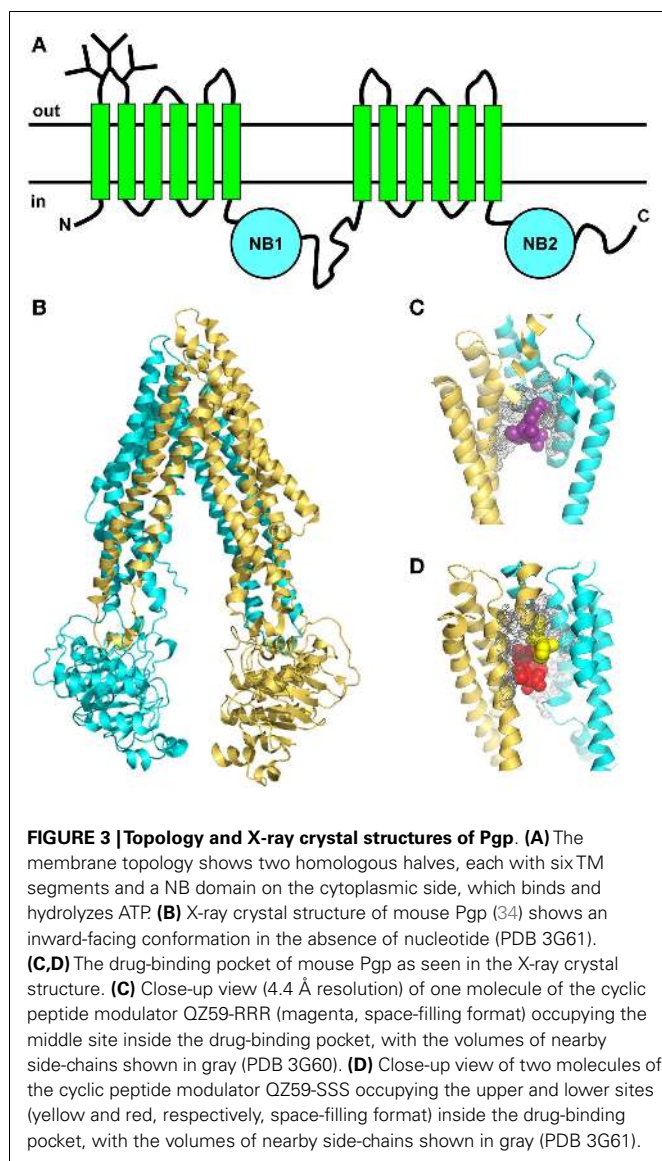 A
out
in
N
NB1
NB2
C
B
C
D
FIGURE 3 | Topology and X-ray crystal structures of Pgp. (A) The
membrane topology shows two homologous halves, each with six TM
segments and a NB domain on the cytoplasmic side, which binds and
hydrolyzes ATP. (B) X-ray crystal structure of mouse Pgp (34) shows an
inward-facing conformation in the absence of nucleotide (PDB 3G61).
(C,D) The drug-binding pocket of mouse Pgp as seen in the X-ray crystal
structure. (C) Close-up view (4.4 Å resolution) of one molecule of the cyclic
peptide modulator QZ59-RRR (magenta, space-filling format) occupying the
middle site inside the drug-binding pocket, with the volumes of nearby
side-chains shown in gray (PDB 3G60). (D) Close-up view of two molecules of
the cyclic peptide modulator QZ59-SSS occupying the upper and lower sites
(yellow and red, respectively, space-filling format) inside the drug-binding
pocket, with the volumes of nearby side-chains shown in gray (PDB 3G61).